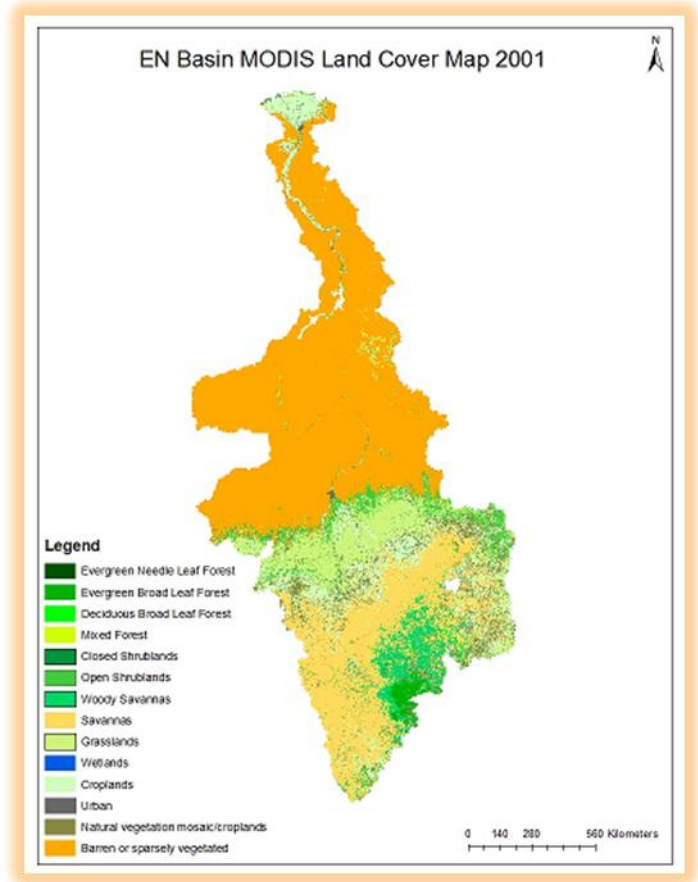 EN Basin MODIS Land Cover Map 2001
N
Legend
Evergreen Needle Leaf Forest
Evergreen Broad Leaf Forest
Deciduous Broad Leaf Forest
Mixed Forest
Closed Shrublands
Open Shrublands
Woody Savannas
Savannas
Grasslands
Wetlands
Croplands
Urban
Natural vegetation mosaic/croplands
Barren or sparsely vegetated
0 140 280 560 Kilometers